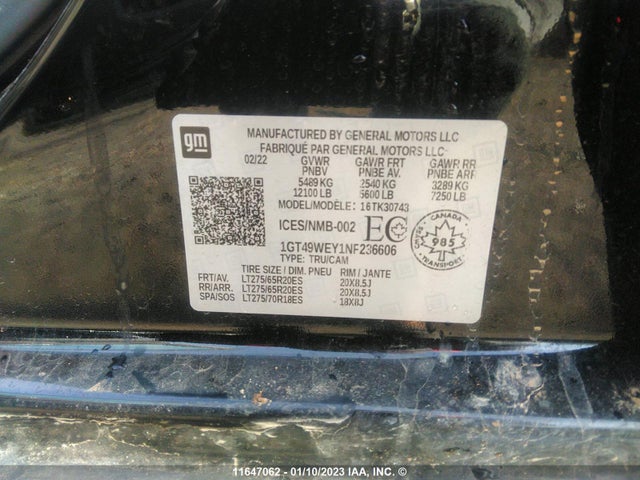 gm
MANUFACTURED BY GENERAL MOTORS LLC
FABRIQUÉ PAR GENERAL MOTORS LLC
02/22 GVWR GAWR FRT GAWR RR
PNBV PNBE AV. PNBE ARR
5489 KG 2540 KG 3289 KG
12100 LB 5600 LB 7250 LB
MODEL/MODÈLE: 16TK30743
ICES/NMB-002 EC
CANADA
985
TRANSPORT
1GT49WEY1NF236606
TYPE: TRU/CAM
TIRE SIZE / DIM. PNEU RIM / JANTE
FRT/AV. LT275/65R20ES 20X8.5J
RR/ARR. LT275/65R20ES 20X8.5J
SPA/SOS LT275/70R18ES 18X8J
11647062 - 01/10/2023 IAA, INC. ©